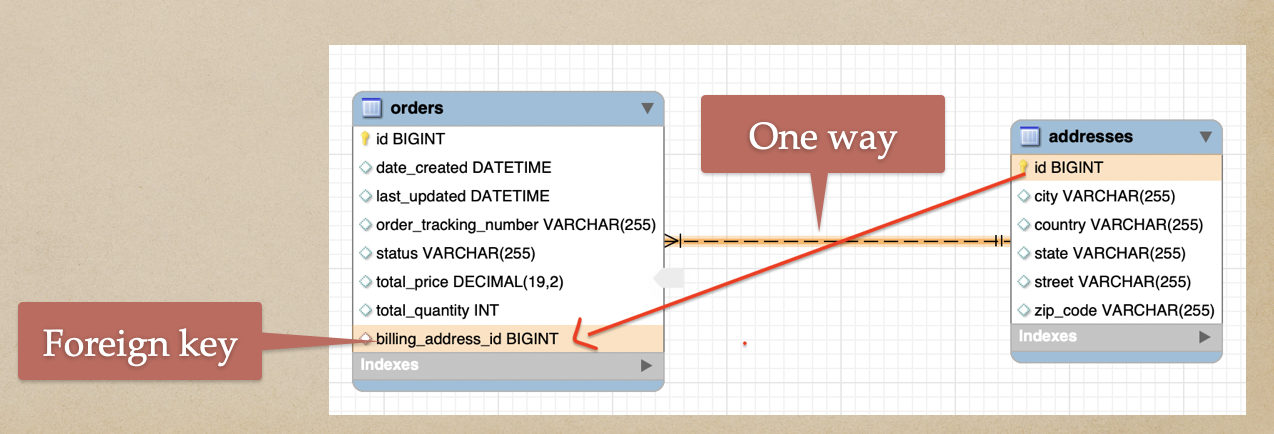 orders
id BIGINT
date_created DATETIME
last_updated DATETIME
order_tracking_number VARCHAR(255)
status VARCHAR(255)
total_price DECIMAL(19,2)
total_quantity INT
billing_address_id BIGINT
Indexes
Foreign key
One way
addresses
id BIGINT
city VARCHAR(255)
country VARCHAR(255)
state VARCHAR(255)
street VARCHAR(255)
zip_code VARCHAR(255)
Indexes